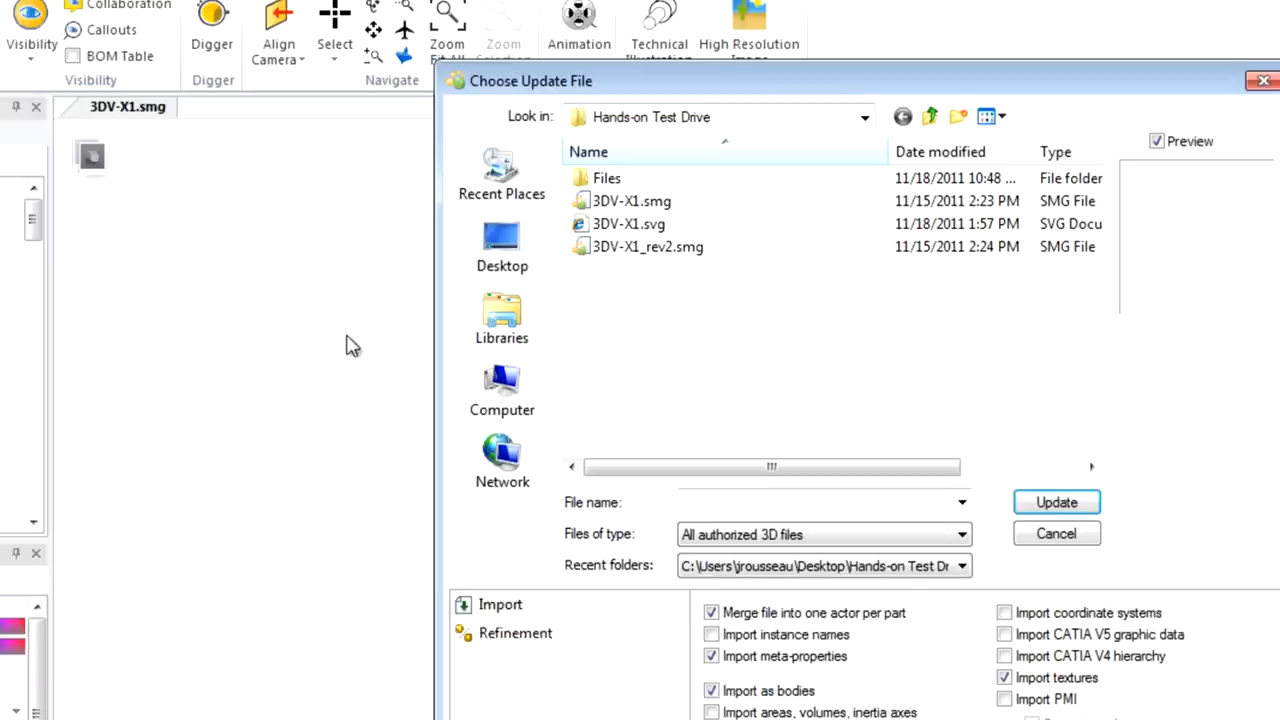 Collaboration
Visibility
Callouts
BOM Table
Visibility
Digger
Digger
Align
Camera
Select
Zoom
Fit All
Zoom
Navigate
Animation
Technical
High Resolution
3DV-X1.smg
Choose Update File
Look in:
Hands-on Test Drive
Preview
Name
Date modified
Type
Files
11/18/2011 10:48 ...
File folder
3DV-X1.smg
11/15/2011 2:23 PM
SMG File
3DV-X1.svg
11/18/2011 1:57 PM
SVG Docu
3DV-X1_rev2.smg
11/15/2011 2:24 PM
SMG File
Recent Places
Desktop
Libraries
Computer
Network
File name:
Update
Files of type:
All authorized 3D files
Cancel
Recent folders:
C:\Users\jrousseau\Desktop\Hands-on Test Dr
Import
Refinement
Merge file into one actor per part
Import instance names
Import meta-properties
Import as bodies
Import areas, volumes, inertia axes
Import coordinate systems
Import CATIA V5 graphic data
Import CATIA V4 hierarchy
Import textures
Import PMI